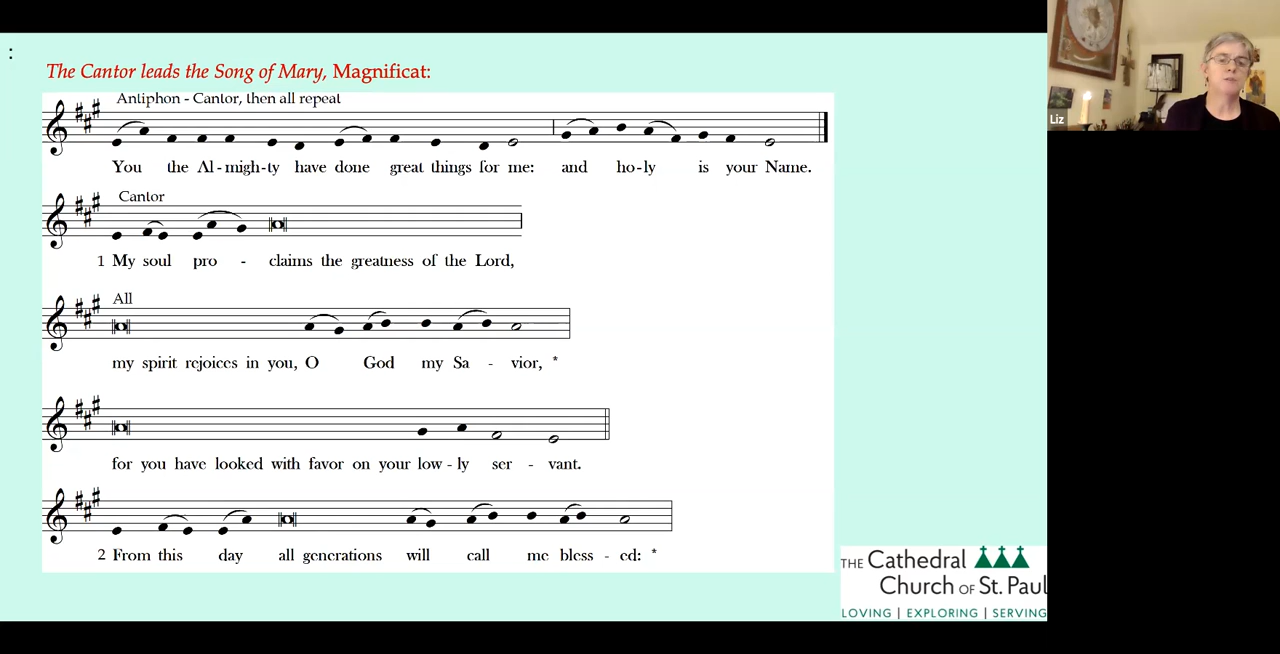 :
The Cantor leads the Song of Mary, Magnificat:
Antiphon - Cantor, then all repeat
You the Al - migh - ty have done great things for me: and ho - ly is your Name.
Cantor
1 My soul pro - claims the greatness of the Lord,
All
my spirit rejoices in you, O God my Sa - vior, *
for you have looked with favor on your low - ly ser - vant.
2 From this day all generations will call me bless - ed: *
THE Cathedral
Church OF St. Paul
LOVING | EXPLORING | SERVING
Liz